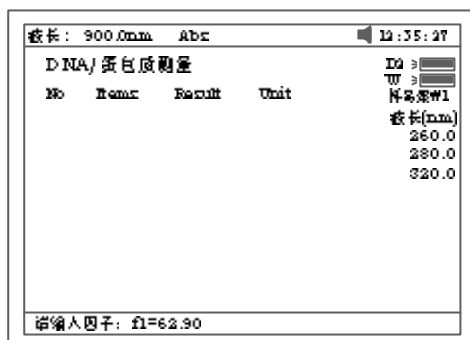 波长: 900.0nm Abs 12:35:27
DNA/蛋白质测量
No Items Result Unit
D2
W
样品架#1
波长(nm)
260.0
280.0
320.0
请输入因子: f1=62.90